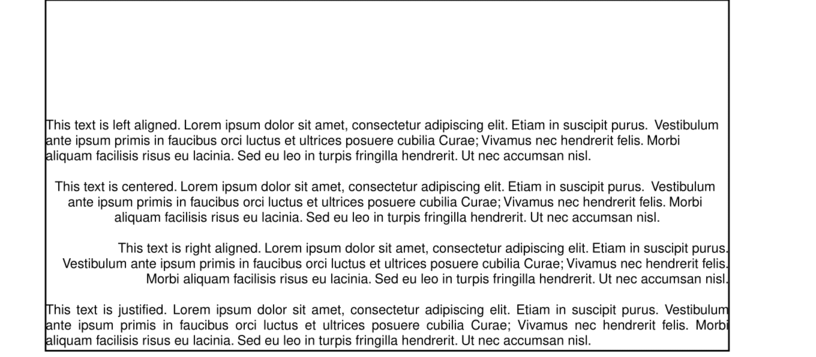 This text is left aligned. Lorem ipsum dolor sit amet, consectetur adipiscing elit. Etiam in suscipit purus.  Vestibulum
ante ipsum primis in faucibus orci luctus et ultrices posuere cubilia Curae; Vivamus nec hendrerit felis. Morbi
aliquam facilisis risus eu lacinia. Sed eu leo in turpis fringilla hendrerit. Ut nec accumsan nisl.
This text is centered. Lorem ipsum dolor sit amet, consectetur adipiscing elit. Etiam in suscipit purus.  Vestibulum
ante ipsum primis in faucibus orci luctus et ultrices posuere cubilia Curae; Vivamus nec hendrerit felis. Morbi
aliquam facilisis risus eu lacinia. Sed eu leo in turpis fringilla hendrerit. Ut nec accumsan nisl.
This text is right aligned. Lorem ipsum dolor sit amet, consectetur adipiscing elit. Etiam in suscipit purus.
Vestibulum ante ipsum primis in faucibus orci luctus et ultrices posuere cubilia Curae; Vivamus nec hendrerit felis.
Morbi aliquam facilisis risus eu lacinia. Sed eu leo in turpis fringilla hendrerit. Ut nec accumsan nisl.
This text is justified. Lorem ipsum dolor sit amet, consectetur adipiscing elit. Etiam in suscipit purus. Vestibulum
ante ipsum primis in faucibus orci luctus et ultrices posuere cubilia Curae; Vivamus nec hendrerit felis. Morbi
aliquam facilisis risus eu lacinia. Sed eu leo in turpis fringilla hendrerit. Ut nec accumsan nisl.